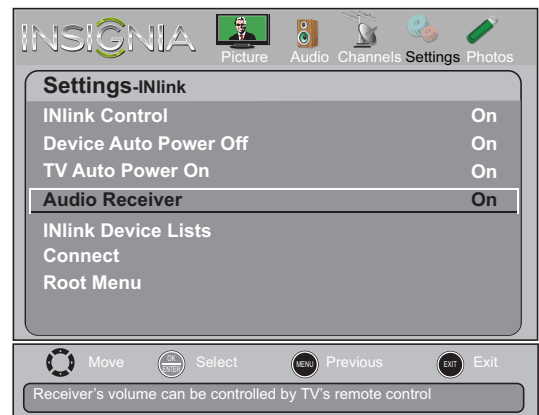 INSIGNIA
Picture Audio Channels Settings Photos
Settings-INlink
INlink Control On
Device Auto Power Off On
TV Auto Power On On
Audio Receiver On
INlink Device Lists
Connect
Root Menu
Move OK ENTER Select MENU Previous EXIT Exit
Receiver's volume can be controlled by TV's remote control